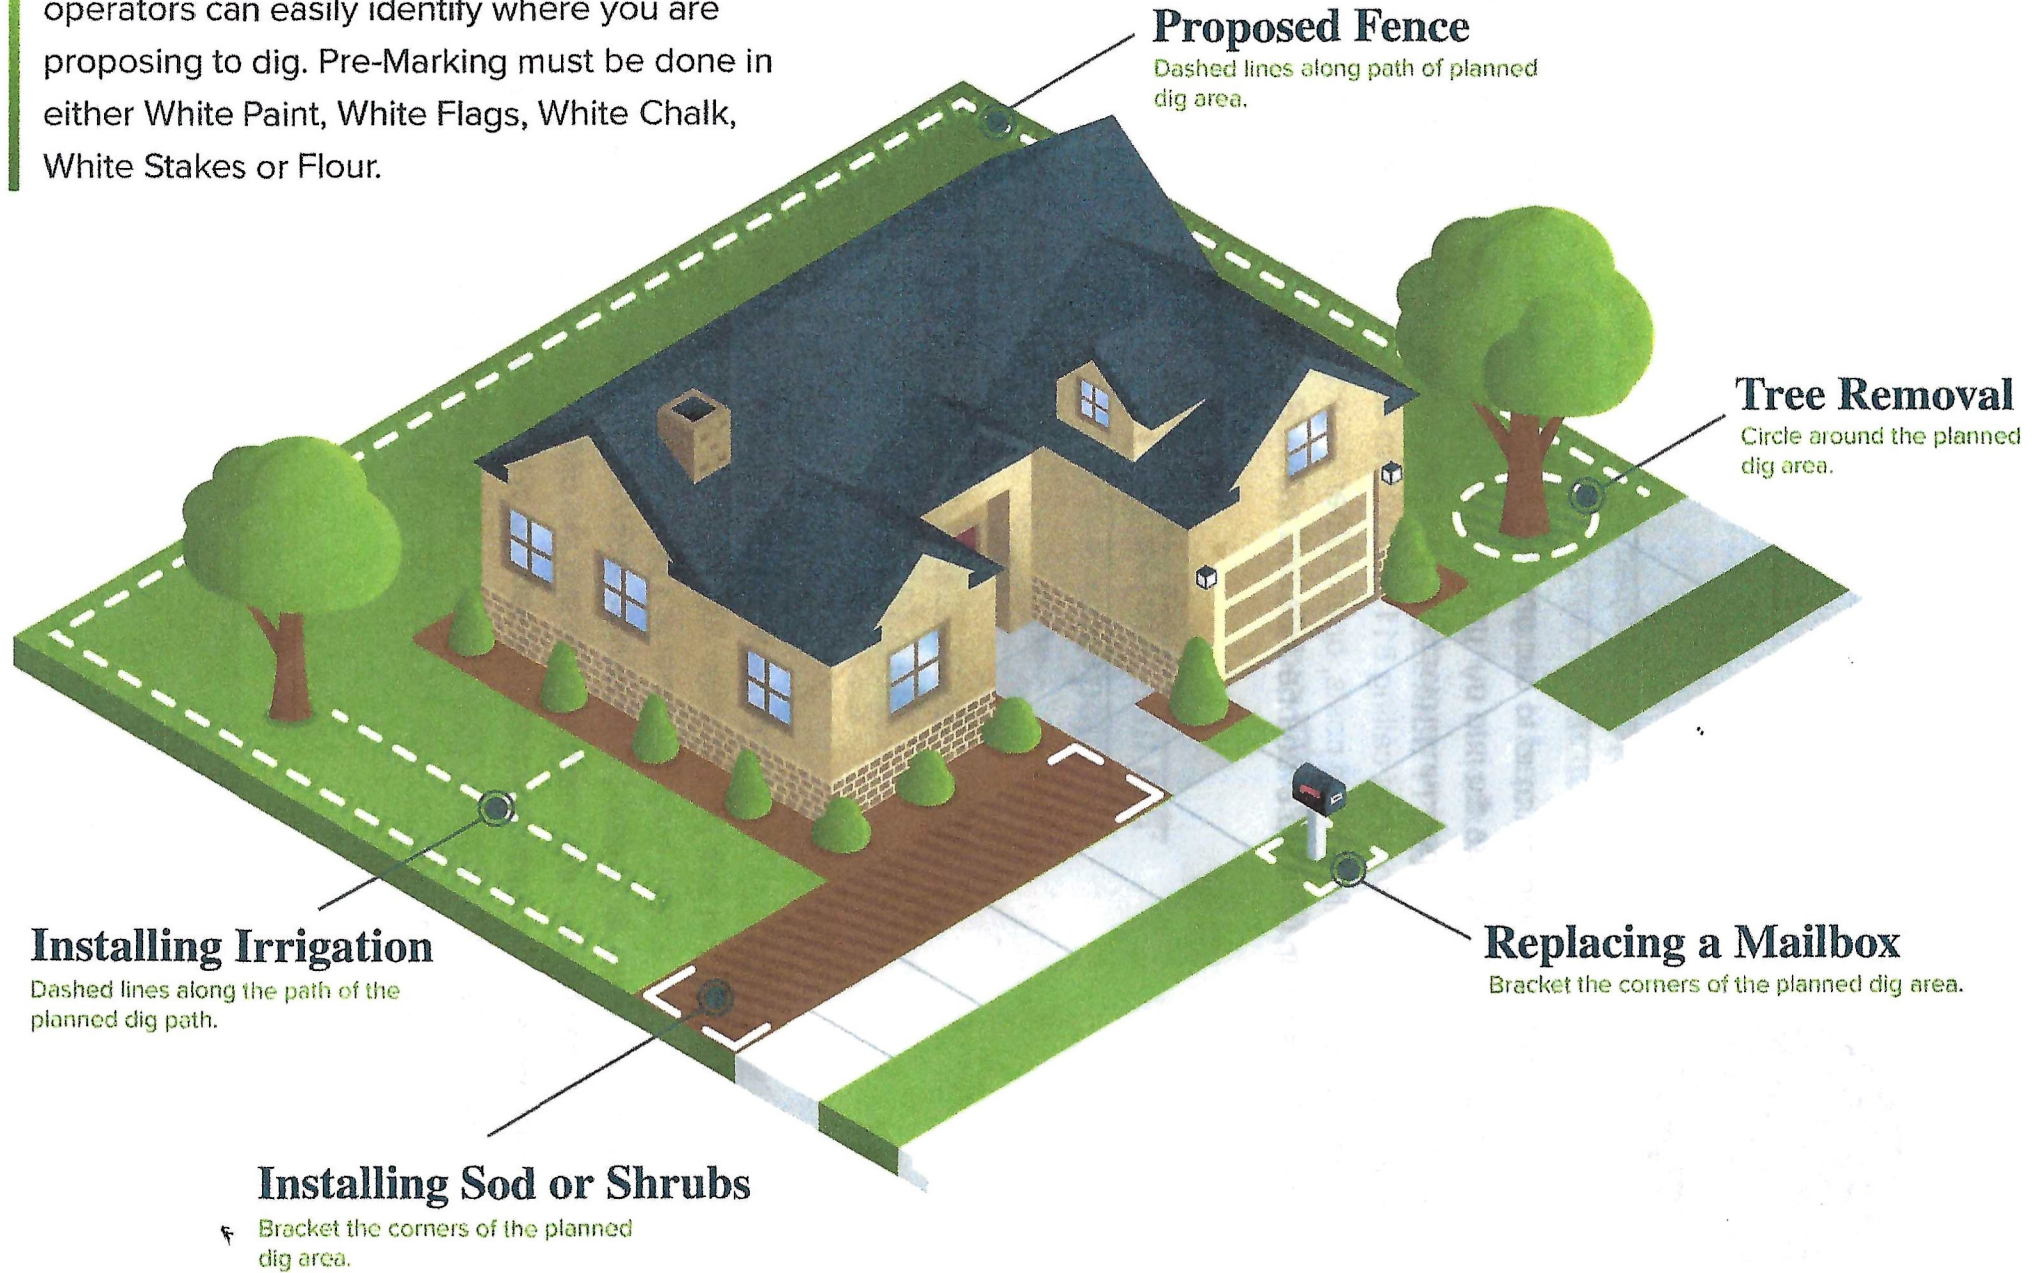 operators can easily identify where you are
proposing to dig. Pre-Marking must be done in
either White Paint, White Flags, White Chalk,
White Stakes or Flour.
Proposed Fence
Dashed lines along path of planned
dig area.
Tree Removal
Circle around the planned
dig area.
Installing Irrigation
Dashed lines along the path of the
planned dig path.
Replacing a Mailbox
Bracket the corners of the planned dig area.
Installing Sod or Shrubs
Bracket the corners of the planned
dig area.